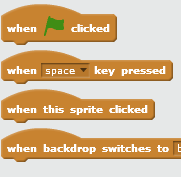 when clicked
when space key pressed
when this sprite clicked
when backdrop switches to